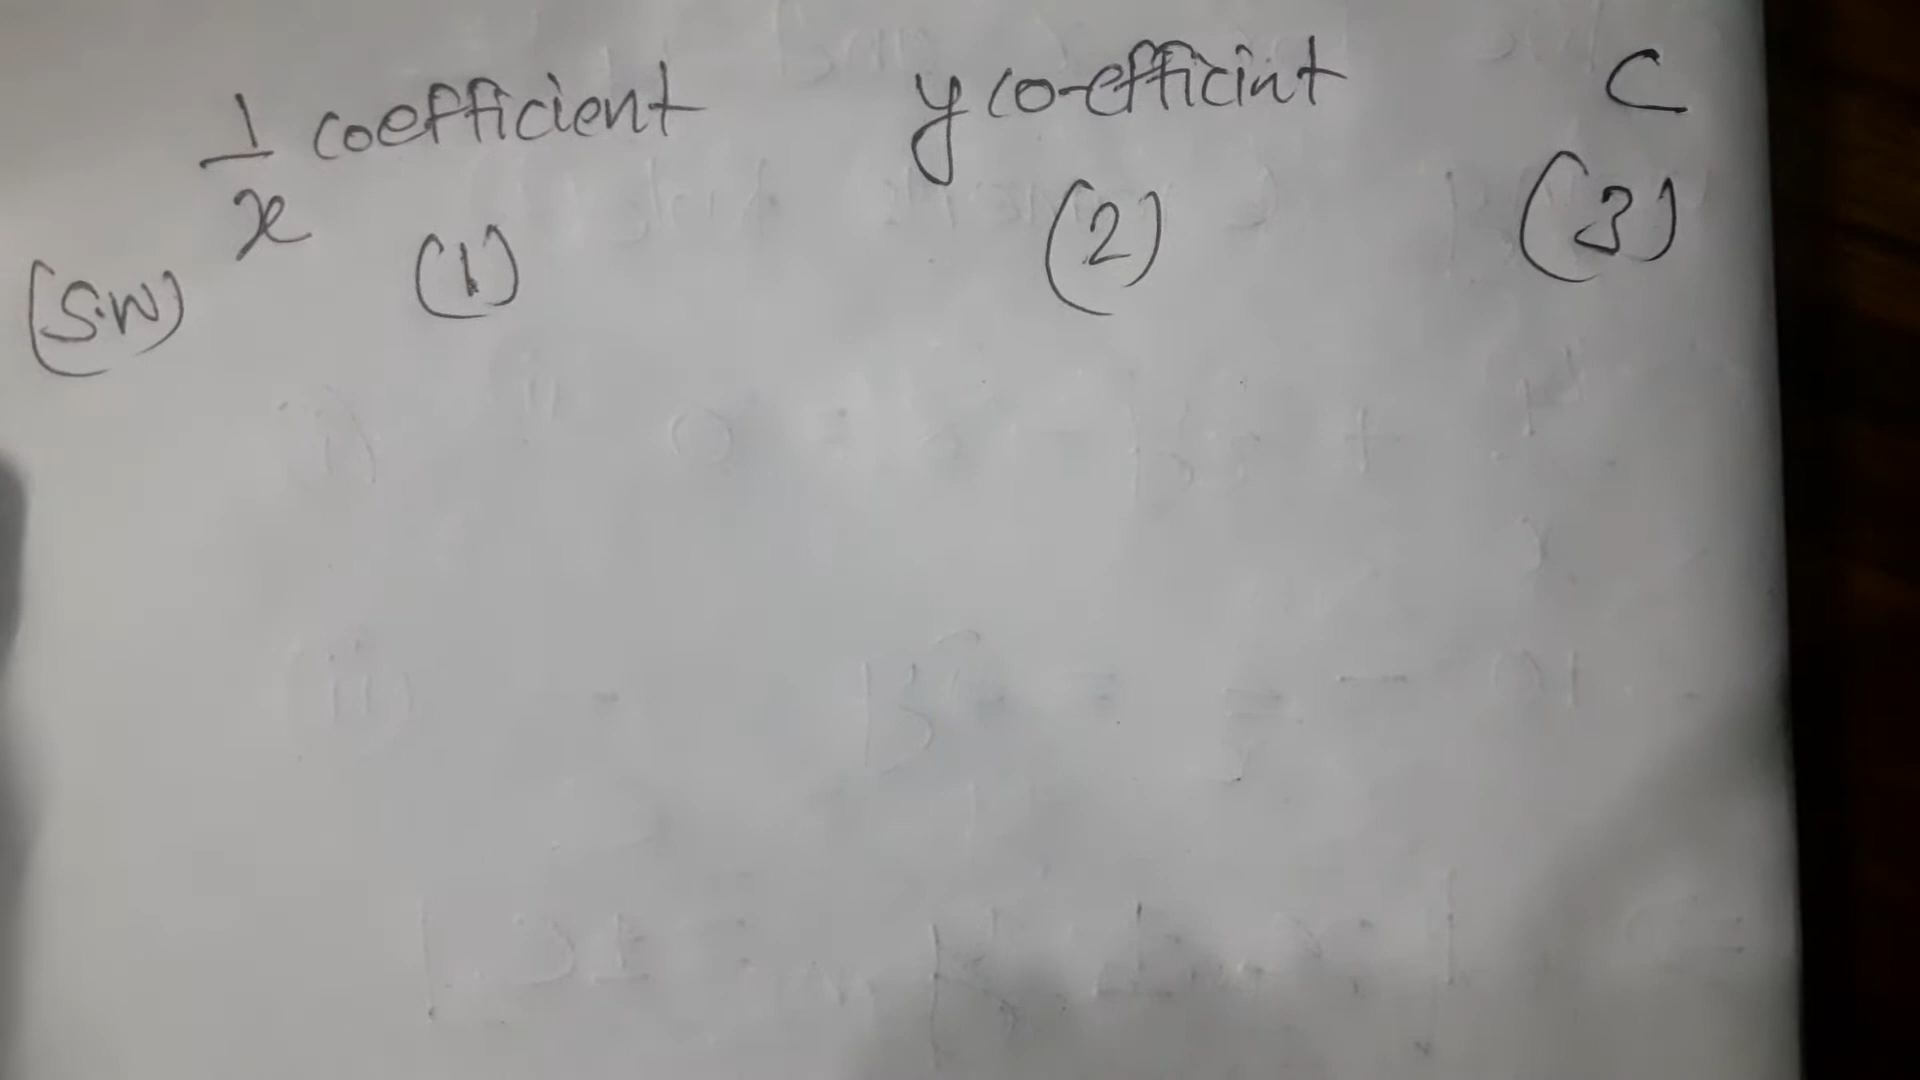 1/x coefficient y co-efficint C
(S.W) (1) (2) (3)